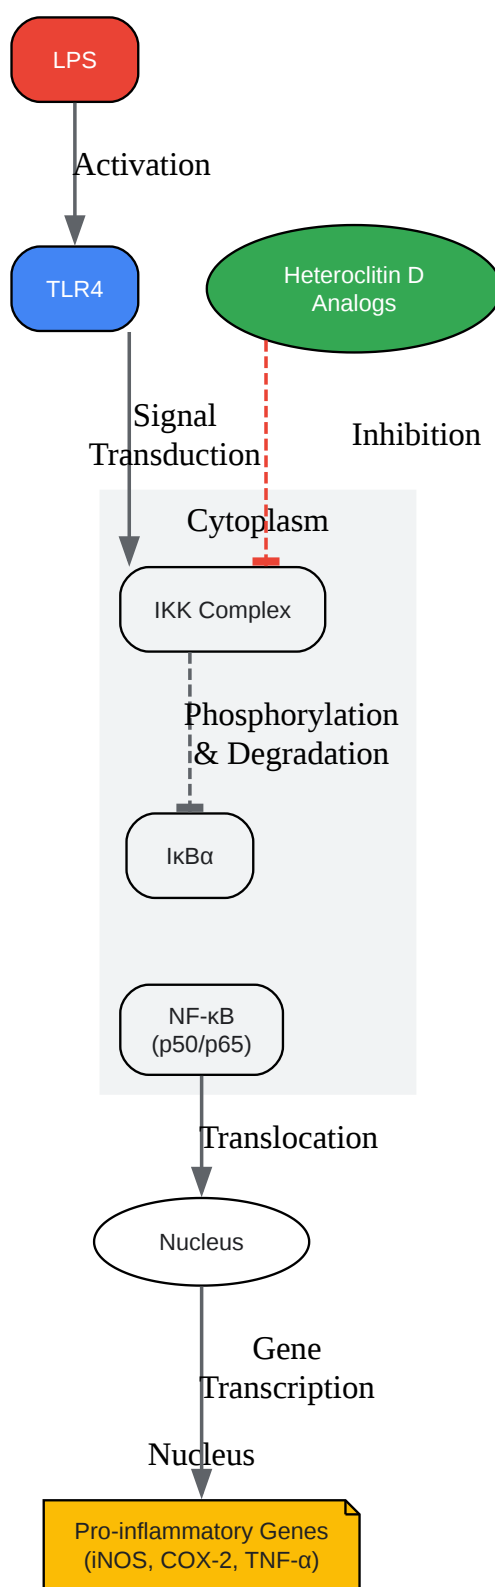 LPS
Activation
TLR4
Heteroclitin D
Analogs
Signal
Transduction
Inhibition
Cytoplasm
IKK Complex
Phosphorylation
& Degradation
IκBα
NF-κB
(p50/p65)
Translocation
Nucleus
Gene
Transcription
Nucleus
Pro-inflammatory Genes
(iNOS, COX-2, TNF-α)